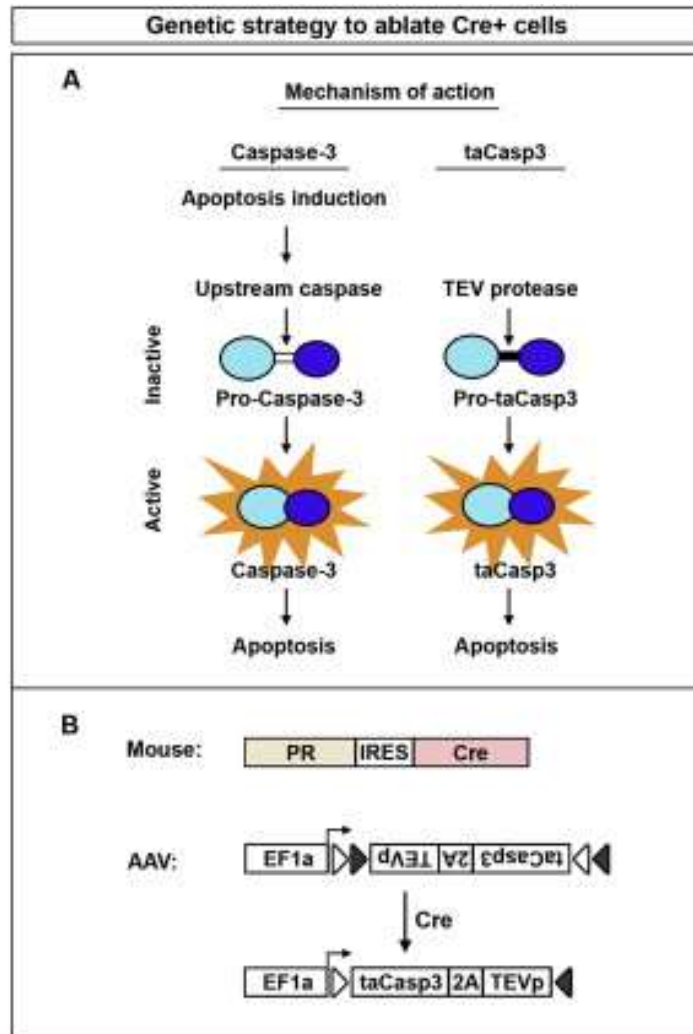 Genetic strategy to ablate Cre+ cells
A
Mechanism of action
Caspase-3 taCasp3
Apoptosis induction
Upstream caspase TEV protease
Inactive
Pro-Caspase-3 Pro-taCasp3
Active
Caspase-3 taCasp3
Apoptosis Apoptosis
B
Mouse: PR IRES Cre
AAV: EF1a TEVp 2A taCasp3
Cre
EF1a taCasp3 2A TEVp